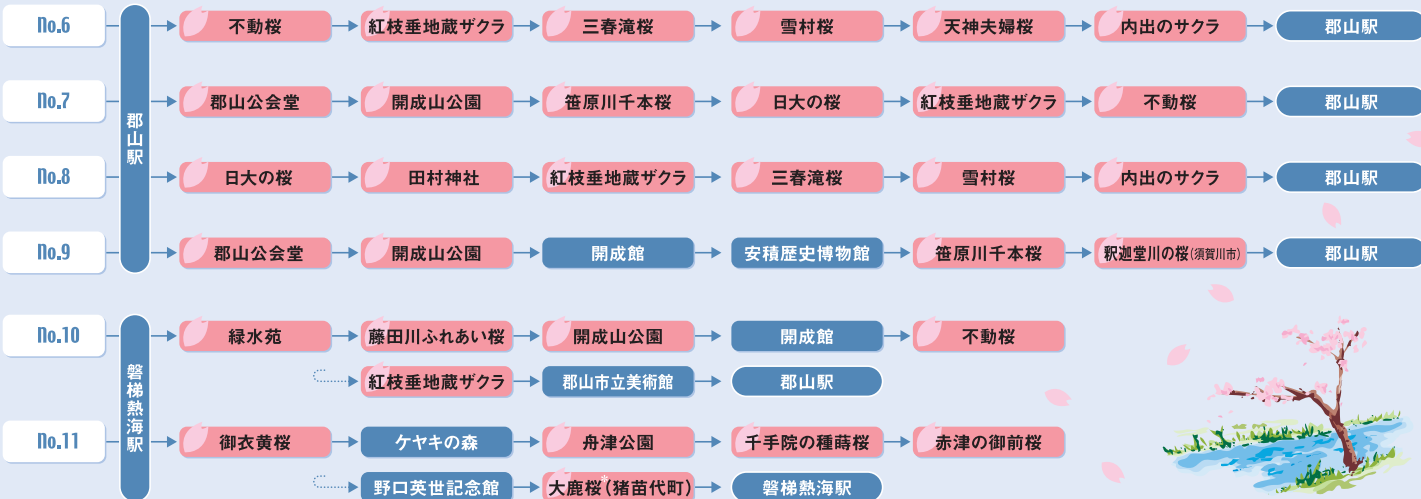 No.6 郡山駅 不動桜 紅枝垂地蔵ザクラ 三春滝桜 雪村桜 天神夫婦桜 内出のサクラ 郡山駅
No.7 郡山公会堂 開成山公園 笹原川千本桜 日大の桜 紅枝垂地蔵ザクラ 不動桜 郡山駅
No.8 日大の桜 田村神社 紅枝垂地蔵ザクラ 三春滝桜 雪村桜 内出のサクラ 郡山駅
No.9 郡山公会堂 開成山公園 開成館 安積歴史博物館 笹原川千本桜 釈迦堂川の桜(須賀川市) 郡山駅
No.10 磐梯熱海駅 緑水苑 藤田川ふれあい桜 開成山公園 開成館 不動桜
紅枝垂地蔵ザクラ 郡山市立美術館 郡山駅
No.11 御衣黄桜 ケヤキの森 舟津公園 千手院の種蒔桜 赤津の御前桜
野口英世記念館 大鹿桜(猪苗代町) 磐梯熱海駅